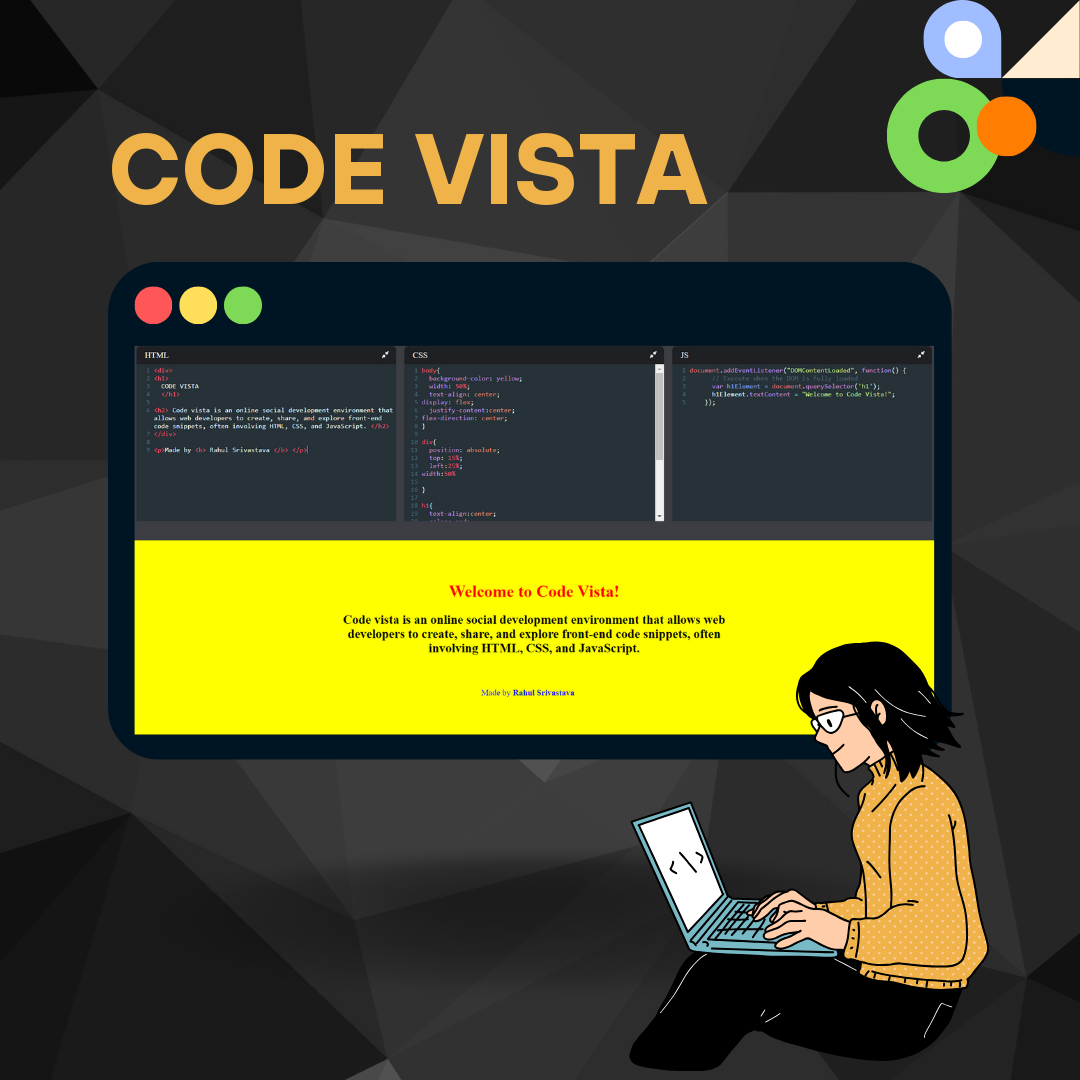 CODE VISTA
HTML
1 <div>
2 <h1>
3 CODE VISTA
4 </h1>
5
6 <h2> Code vista is an online social development environment that
allows web developers to create, share, and explore front-end
code snippets, often involving HTML, CSS, and JavaScript. </h2>
7 </div>
8
9 <p>Made by <b> Rahul Srivastava </b> </p>
CSS
1 body{
2 background-color: yellow;
3 width: 50%;
4 text-align: center;
5 display: flex;
6 justify-content:center;
7 flex-direction: center;
8 }
9
10 div{
11 position: absolute;
12 top: 15%;
13 left:25%;
14 width:50%
15
16 }
17
18 h1{
19 text-align:center;
JS
1 document.addEventListener("DOMContentLoaded", function() {
2 // Execute when the DOM is fully loaded
3 var h1Element = document.querySelector('h1');
4 h1Element.textContent = "Welcome to Code Vista!";
5 });
Welcome to Code Vista!
Code vista is an online social development environment that allows web
developers to create, share, and explore front-end code snippets, often
involving HTML, CSS, and JavaScript.
Made by Rahul Srivastava
</>